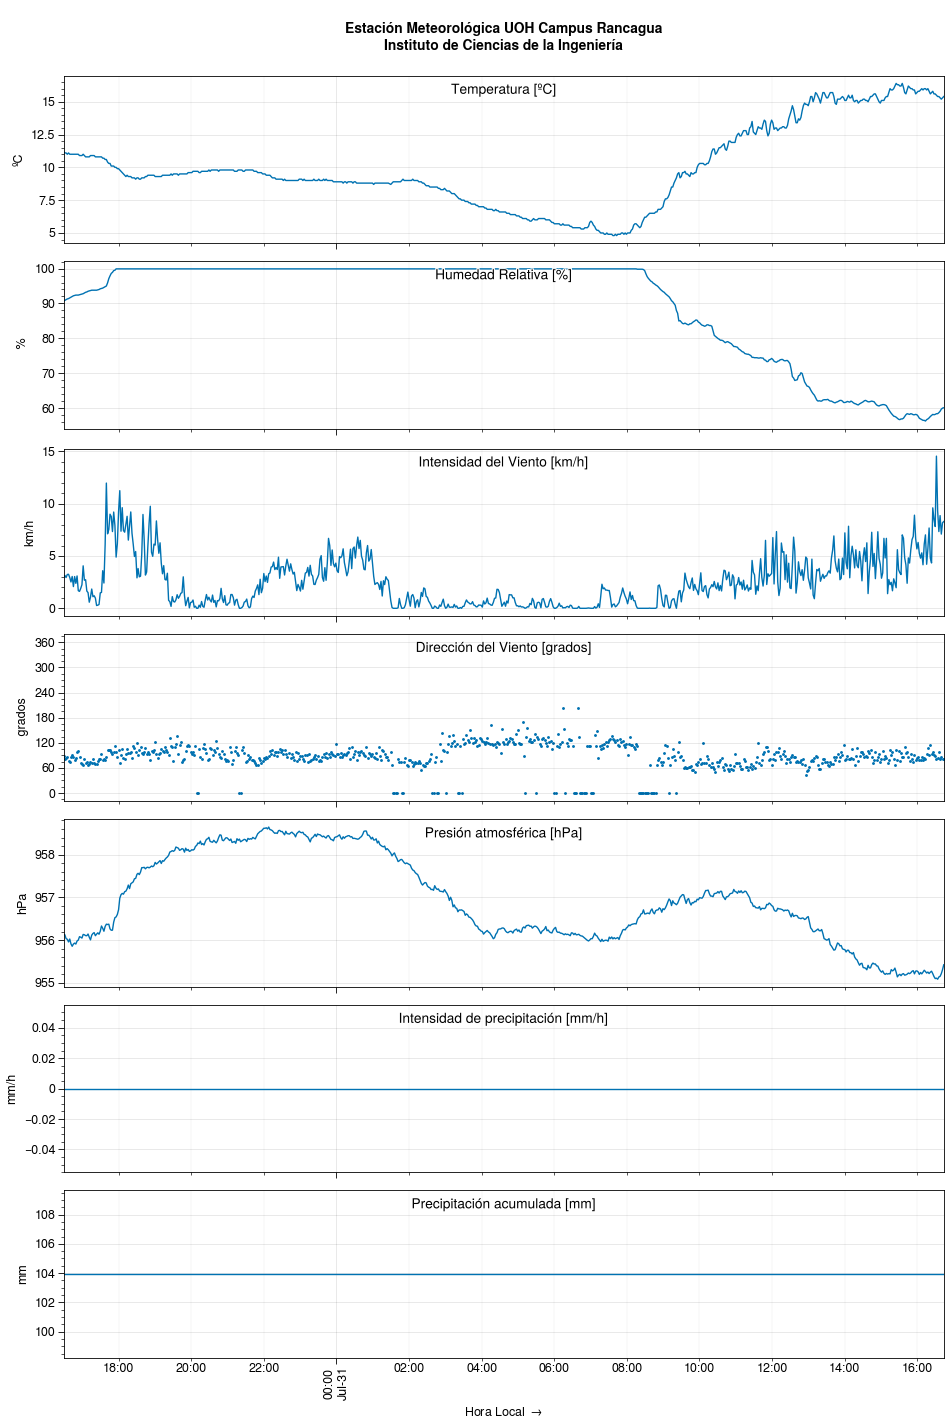 Estación Meteorológica UOH Campus Rancagua
Instituto de Ciencias de la Ingeniería
Temperatura [ºC]
ºC
15
12.5
10
7.5
5
Humedad Relativa [%]
%
100
90
80
70
60
Intensidad del Viento [km/h]
km/h
15
10
5
0
Dirección del Viento [grados]
grados
360
300
240
180
120
60
0
Presión atmosférica [hPa]
hPa
958
957
956
955
Intensidad de precipitación [mm/h]
mm/h
0.04
0.02
0
−0.02
−0.04
Precipitación acumulada [mm]
mm
108
106
104
102
100
18:00 20:00 22:00 00:00 02:00 04:00 06:00 08:00 10:00 12:00 14:00 16:00
Jul-31
Hora Local →